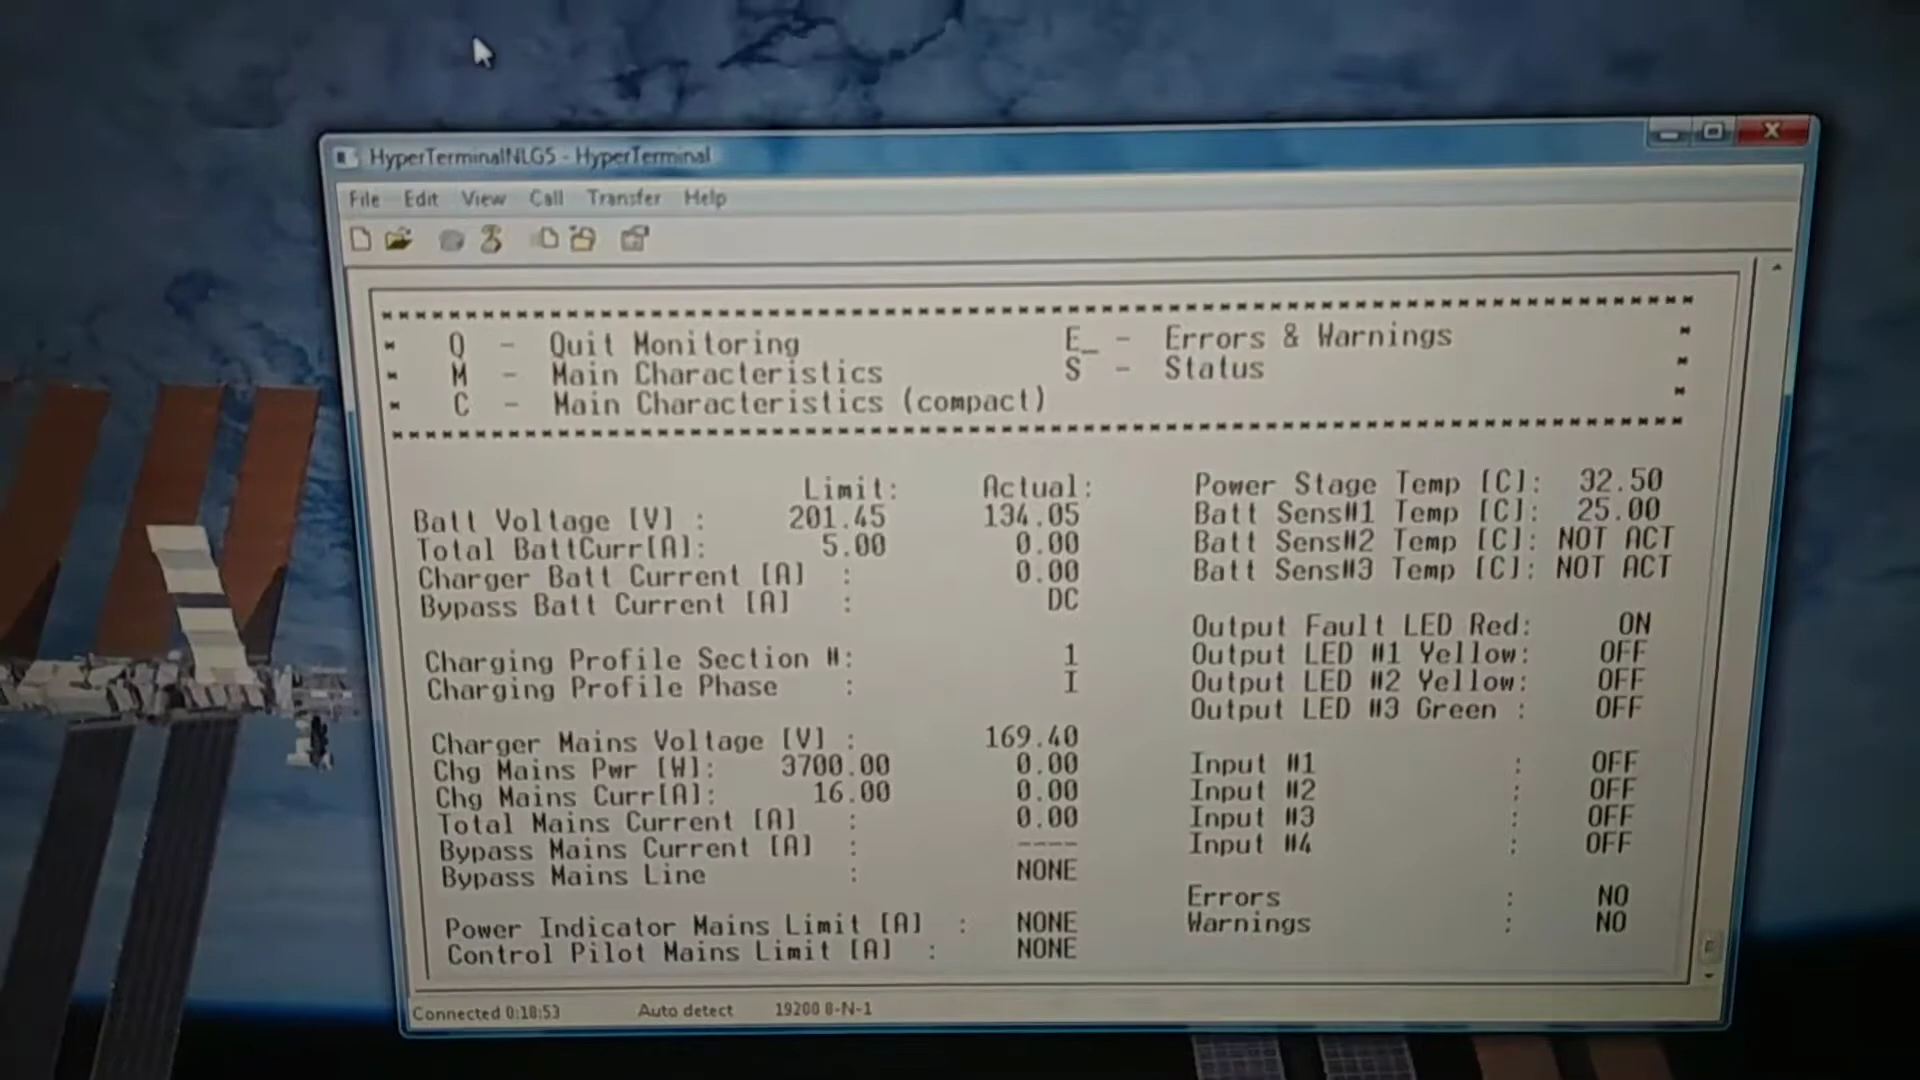 HyperTerminalNLG5 - HyperTerminal
File Edit View Call Transfer Help
****************************************************************
* Q - Quit Monitoring E_ - Errors & Warnings *
* M - Main Characteristics S - Status *
* C - Main Characteristics (compact) *
****************************************************************
Limit: Actual: Power Stage Temp [C]: 32.50
Batt Voltage [V] : 201.45 134.05 Batt Sens#1 Temp [C]: 25.00
Total BattCurr[A]: 5.00 0.00 Batt Sens#2 Temp [C]: NOT ACT
Charger Batt Current [A] : 0.00 Batt Sens#3 Temp [C]: NOT ACT
Bypass Batt Current [A] : DC
Output Fault LED Red: ON
Charging Profile Section #: 1 Output LED #1 Yellow: OFF
Charging Profile Phase : I Output LED #2 Yellow: OFF
Output LED #3 Green : OFF
Charger Mains Voltage [V] : 169.40
Chg Mains Pwr [W]: 3700.00 0.00 Input #1 : OFF
Chg Mains Curr[A]: 16.00 0.00 Input #2 : OFF
Total Mains Current [A] : 0.00 Input #3 : OFF
Bypass Mains Current [A] : ---- Input #4 : OFF
Bypass Mains Line : NONE
Errors : NO
Power Indicator Mains Limit [A] : NONE Warnings : NO
Control Pilot Mains Limit [A] : NONE
Connected 0:18:53 Auto detect 19200 8-N-1